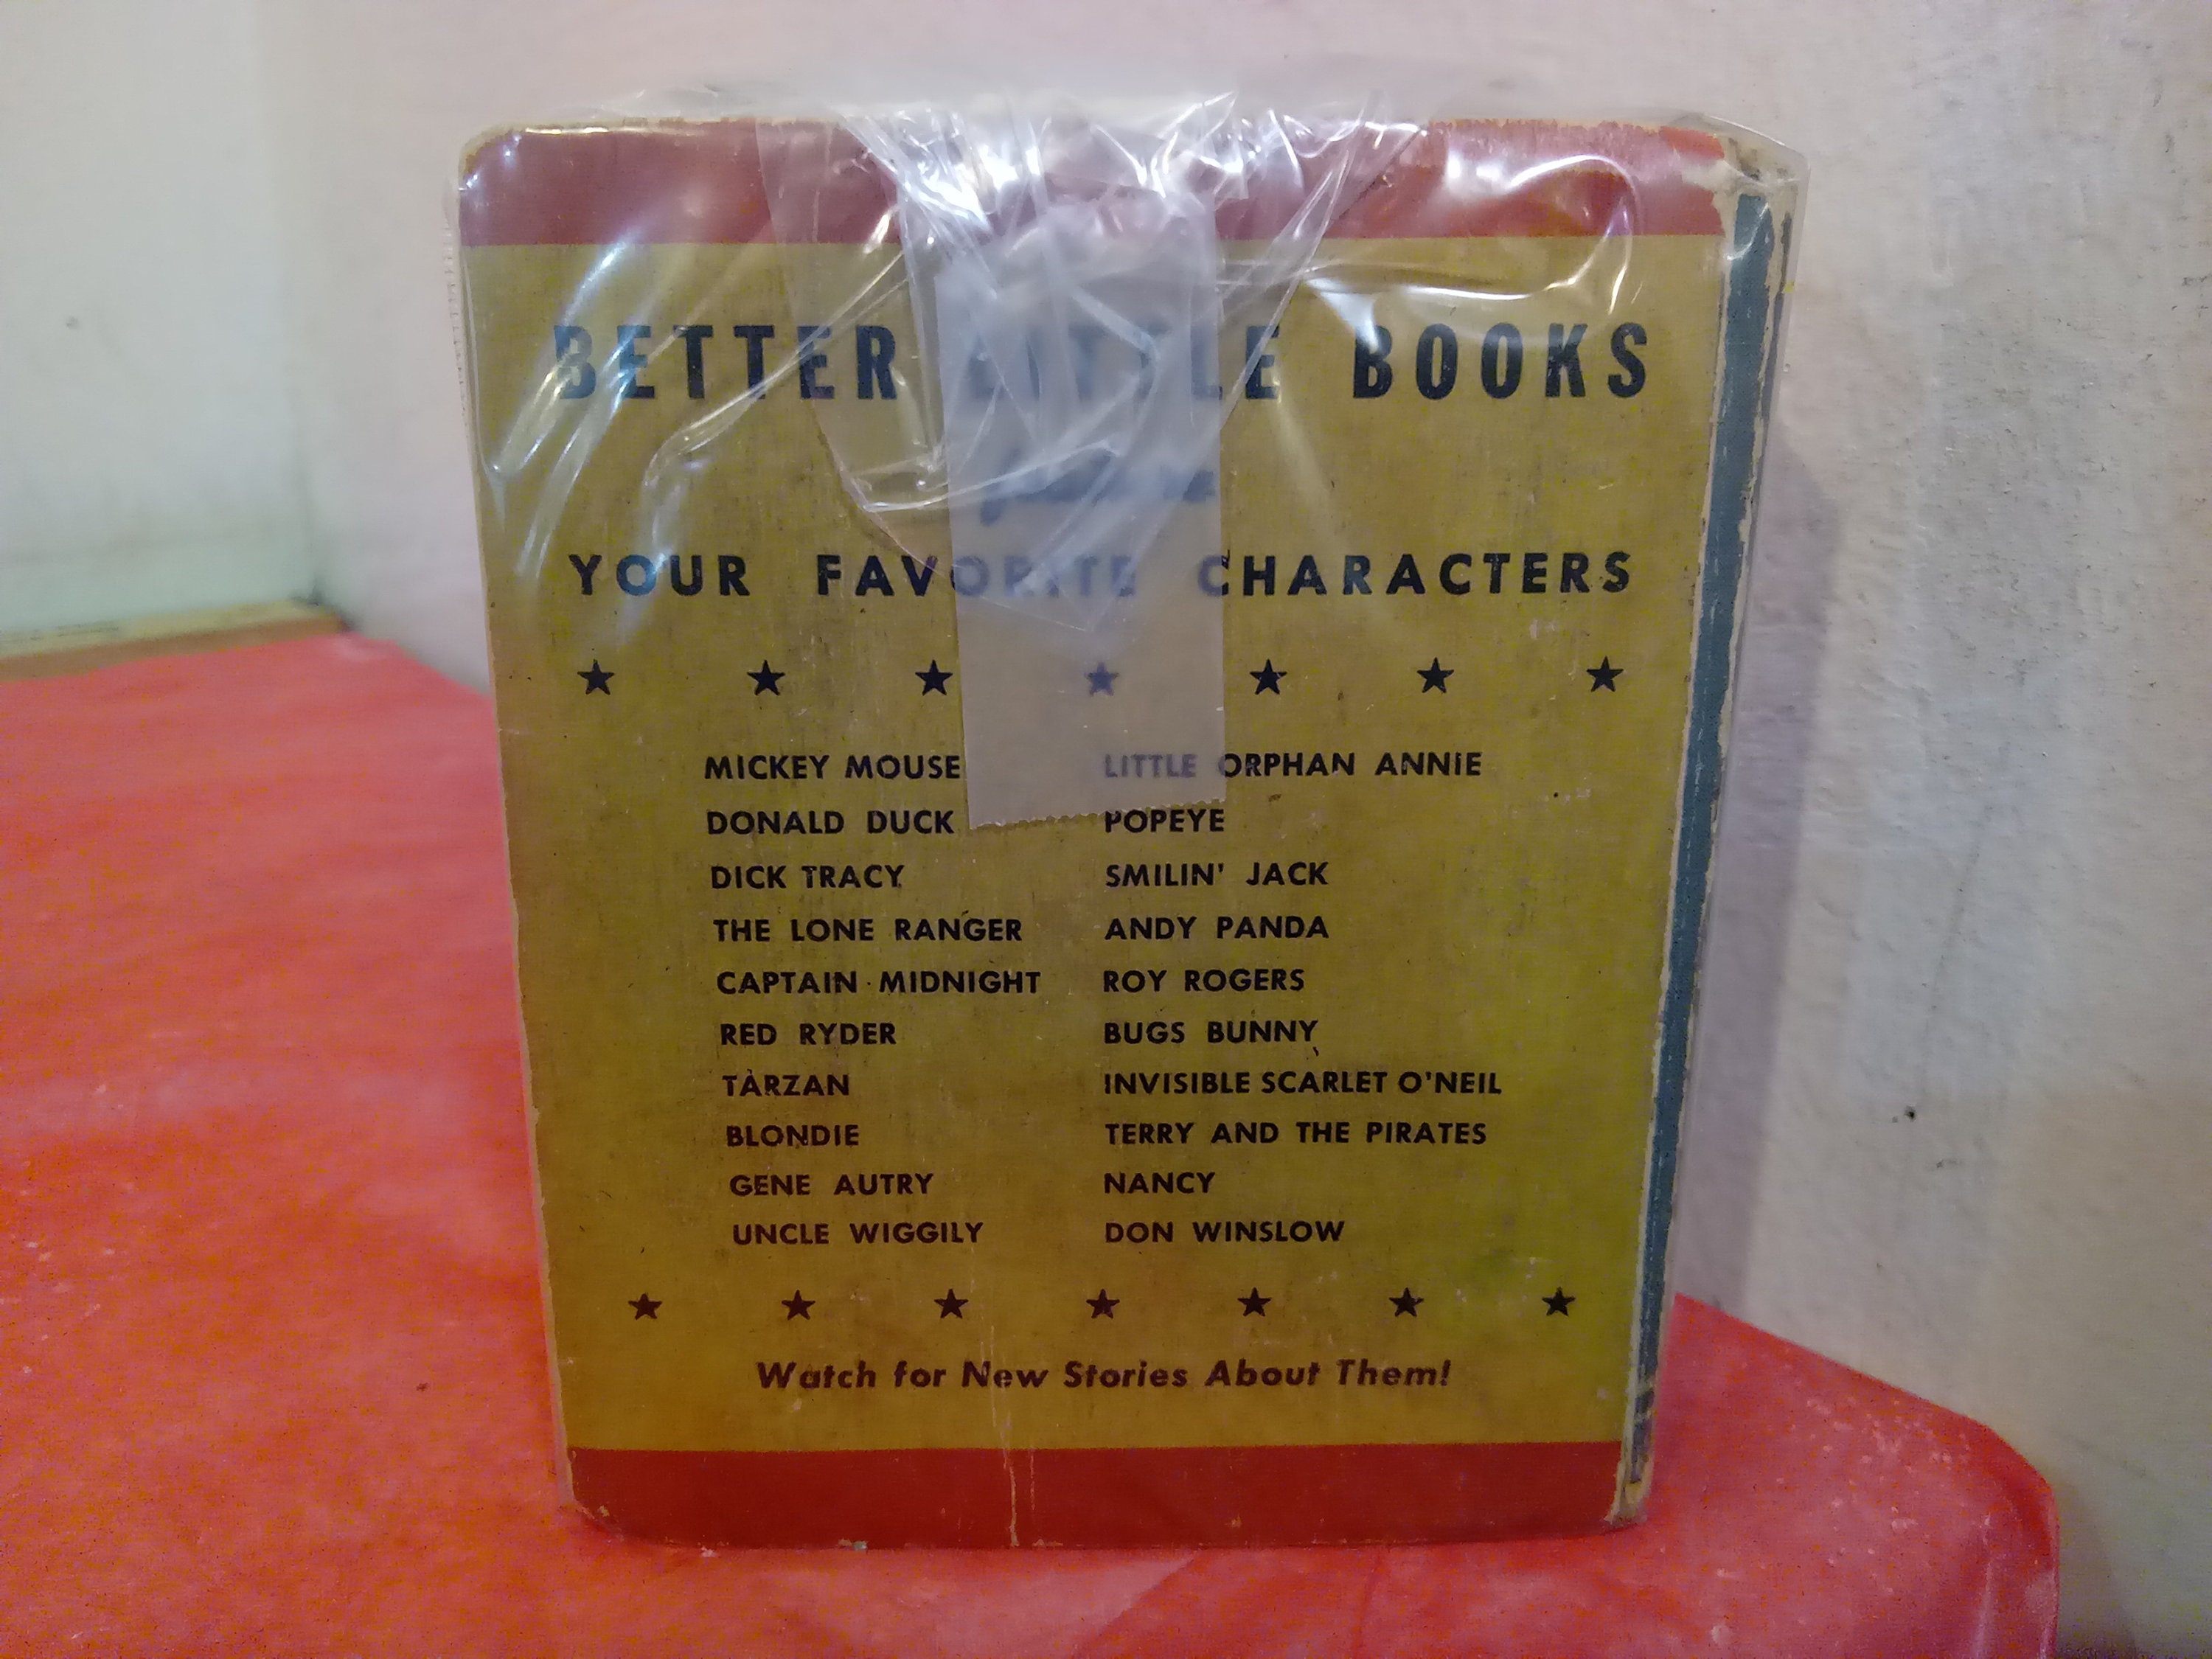 BETTER LITTLE BOOKS
YOUR FAVORITE CHARACTERS
MICKEY MOUSE LITTLE ORPHAN ANNIE
DONALD DUCK POPEYE
DICK TRACY SMILIN' JACK
THE LONE RANGER ANDY PANDA
CAPTAIN MIDNIGHT ROY ROGERS
RED RYDER BUGS BUNNY
TARZAN INVISIBLE SCARLET O'NEIL
BLONDIE TERRY AND THE PIRATES
GENE AUTRY NANCY
UNCLE WIGGILY DON WINSLOW
Watch for New Stories About Them!